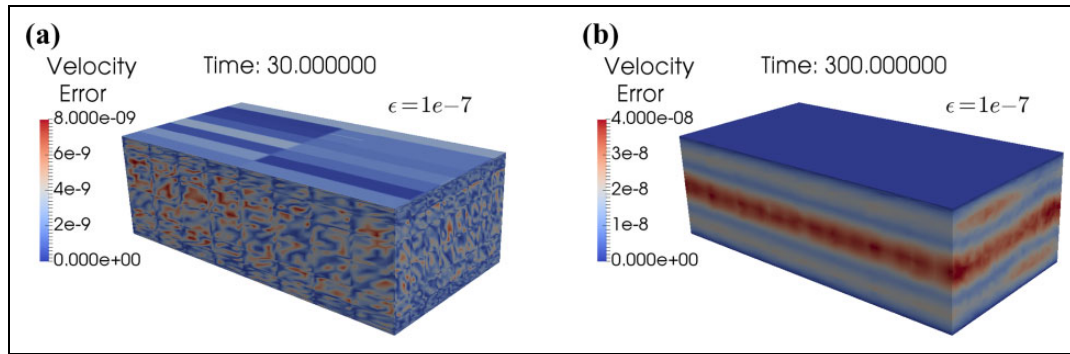 (a)
Velocity Error
Time: 30.000000
ϵ=1e−7
8.000e-09
6e-9
4e-9
2e-9
0.000e+00
(b)
Velocity Error
Time: 300.000000
ϵ=1e−7
4.000e-08
3e-8
2e-8
1e-8
0.000e+00